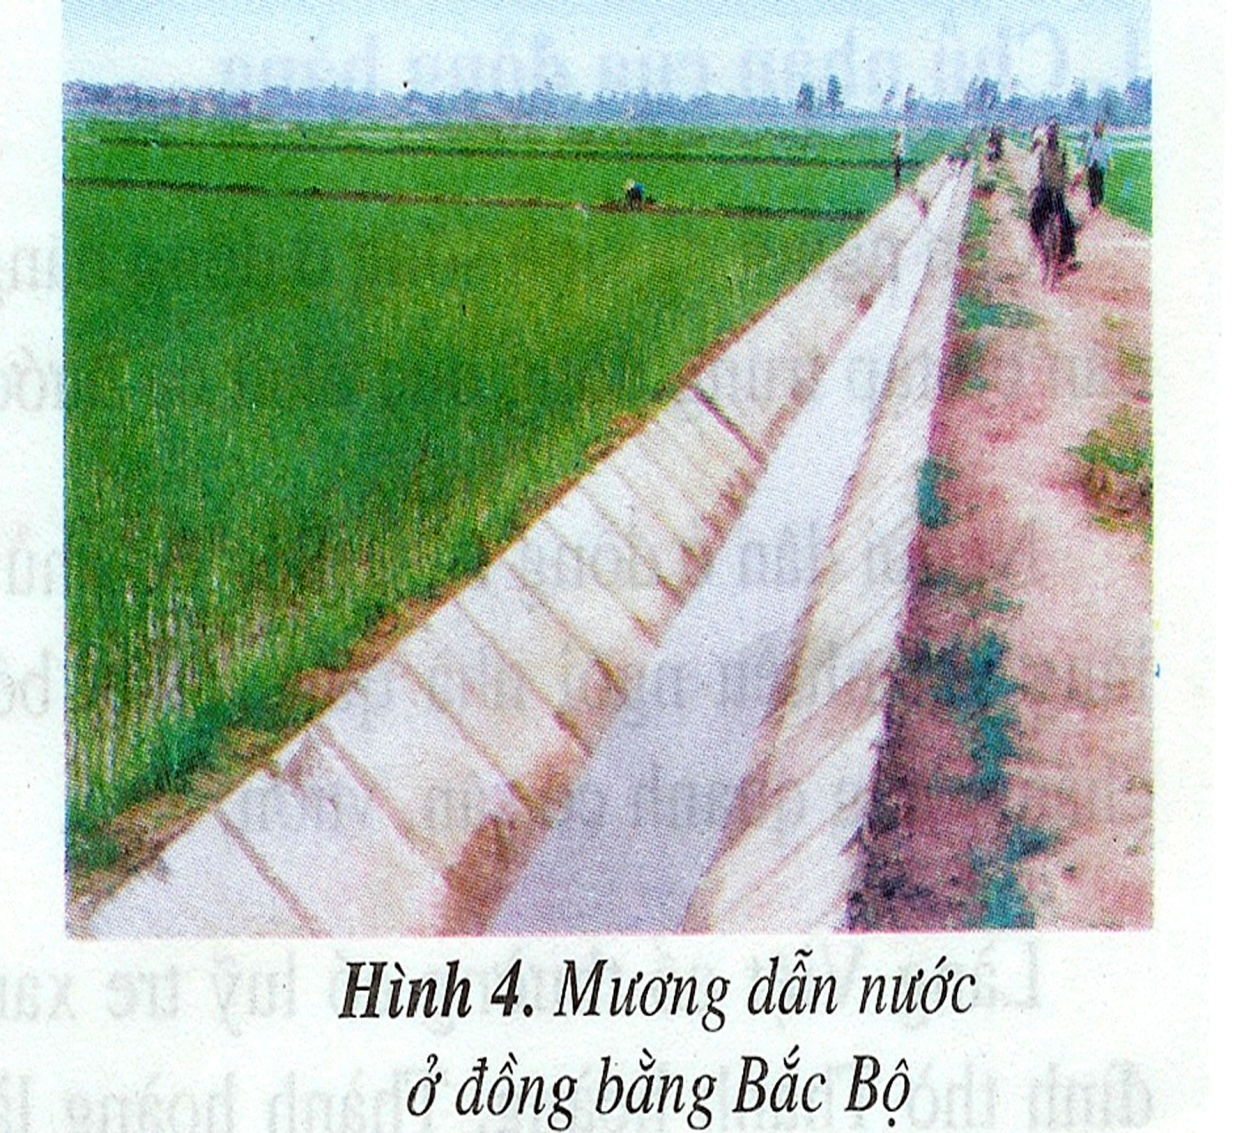 Hình 4. Mương dẫn nước
ở đồng bằng Bắc Bộ